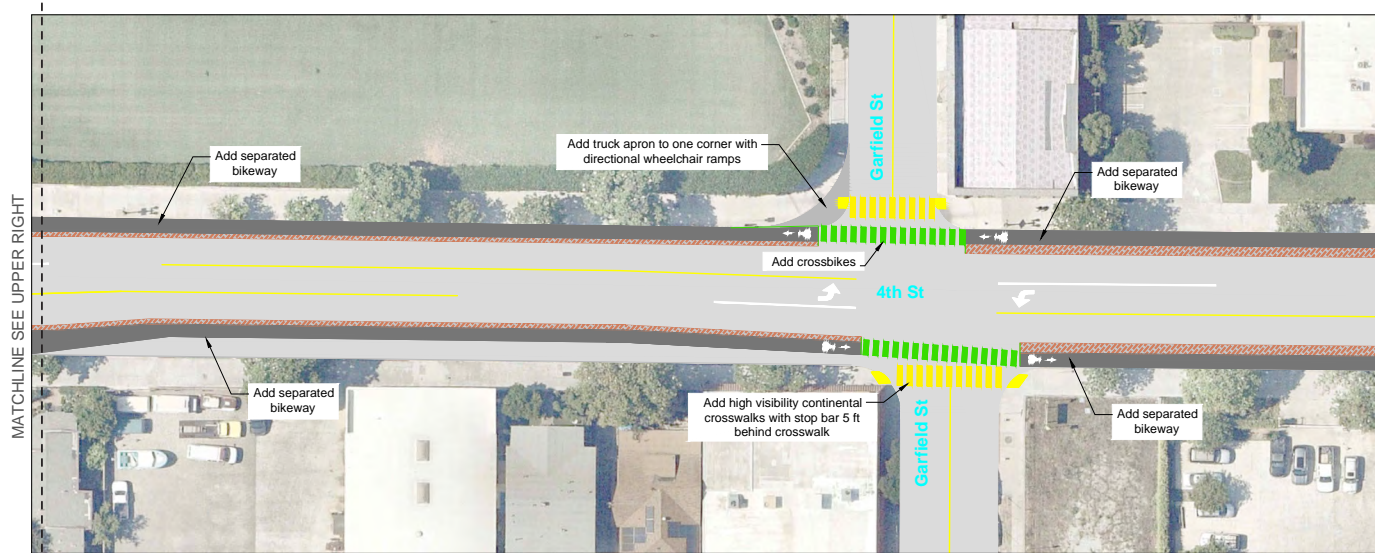 MATCHLINE SEE UPPER RIGHT
Add separated
bikeway
Add truck apron to one corner with
directional wheelchair ramps
Garfield St
Add separated
bikeway
Add crossbikes
4th St
Add separated
bikeway
Add high visibility continental
crosswalks with stop bar 5 ft
behind crosswalk
Garfield St
Add separated
bikeway